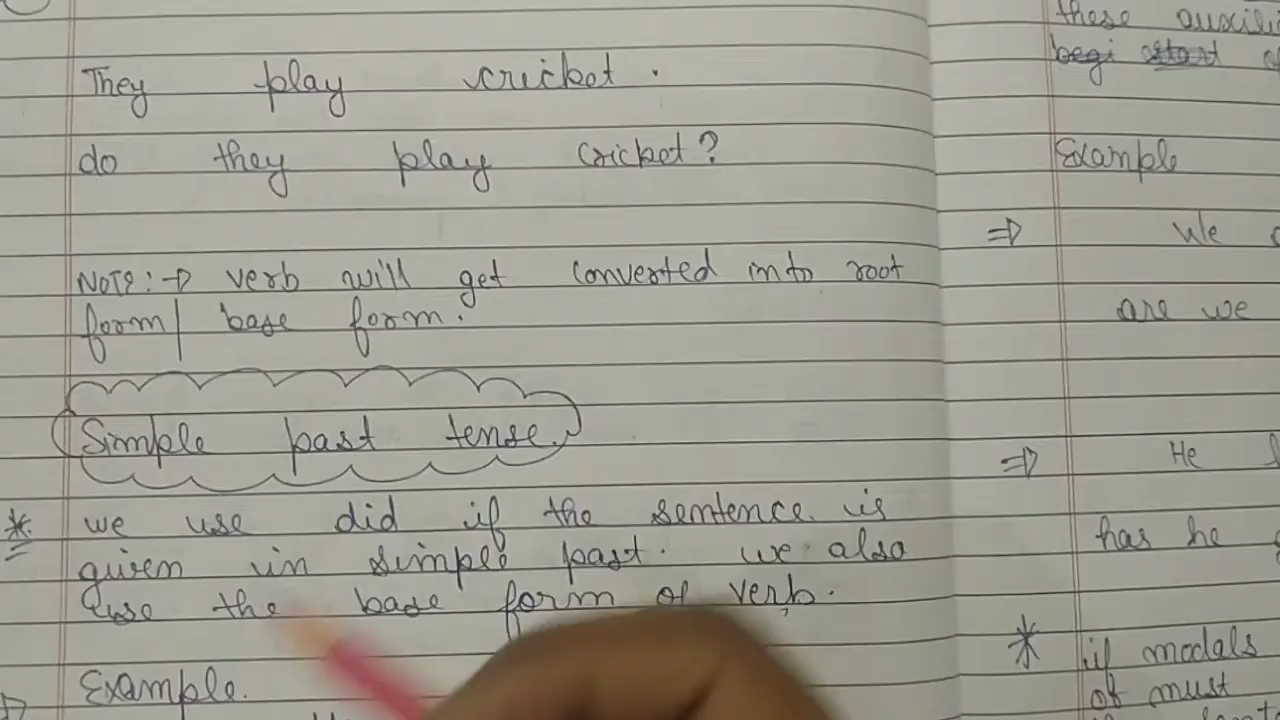 They play cricket.
do they play cricket?
NOTE:→ verb will get converted into root
form/ base form.
Simple past tense.
* we use did if the sentence is
given in simple past. we also
use the base form of verb.
Example.
these
begi start
Example
⇒ We
are we
⇒ He
has he
* if modals
of must